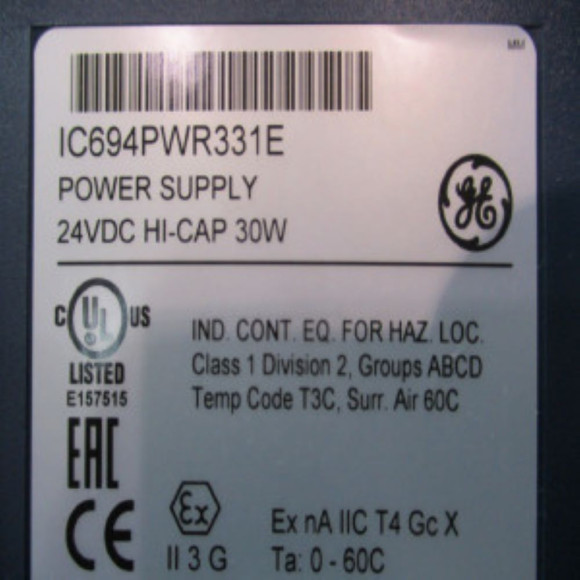 IC694PWR331E
POWER SUPPLY
24VDC HI-CAP 30W
GE
C UL US
LISTED
E157515
IND. CONT. EQ. FOR HAZ. LOC.
Class 1 Division 2, Groups ABCD
Temp Code T3C, Surr. Air 60C
EAC
CE
Ex
II 3 G
Ex nA IIC T4 Gc X
Ta: 0 - 60C